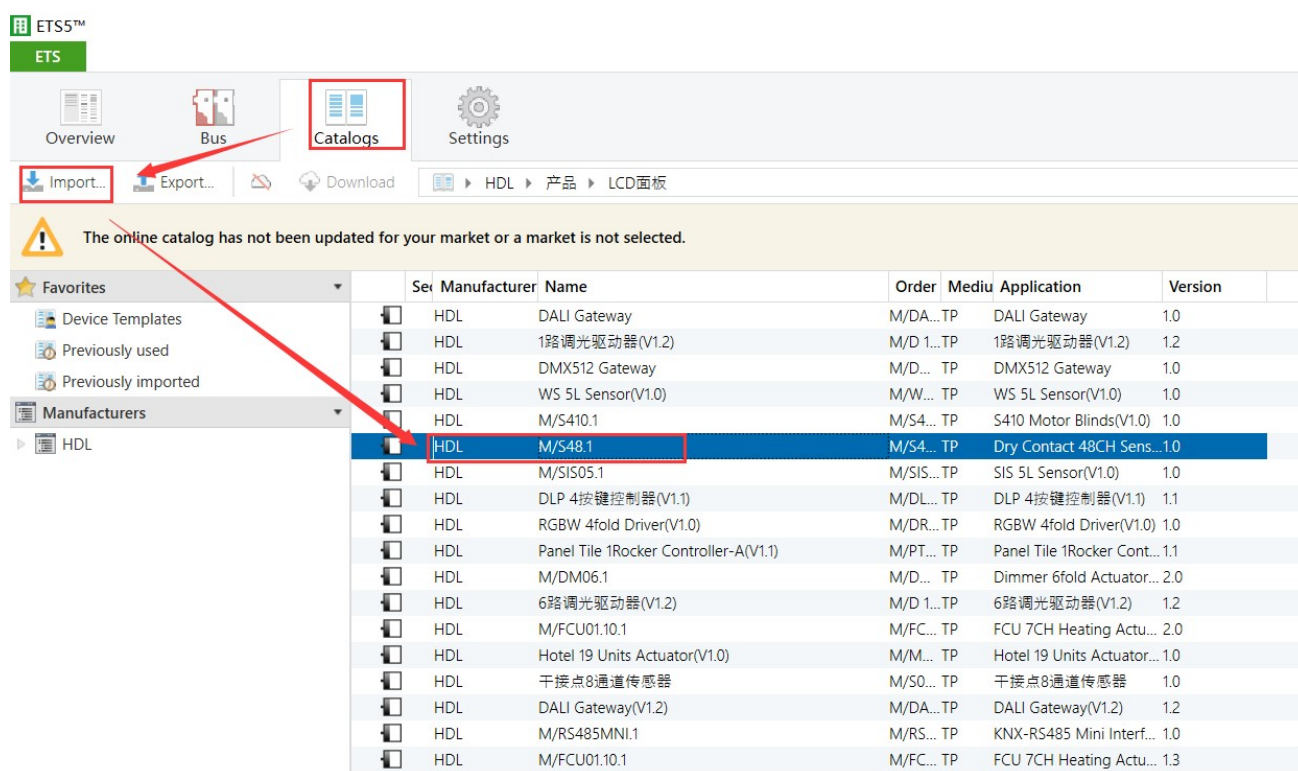 ETS5™
ETS
Overview Bus Catalogs Settings
Import... Export... Download HDL 产品 LCD面板
The online catalog has not been updated for your market or a market is not selected.
Favorites
Device Templates
Previously used
Previously imported
Manufacturers
HDL
Sec Manufacturer Name Order Mediu Application Version
HDL DALI Gateway M/DA... TP DALI Gateway 1.0
HDL 1路调光驱动器(V1.2) M/D 1... TP 1路调光驱动器(V1.2) 1.2
HDL DMX512 Gateway M/D... TP DMX512 Gateway 1.0
HDL WS 5L Sensor(V1.0) M/W... TP WS 5L Sensor(V1.0) 1.0
HDL M/S410.1 M/S4... TP S410 Motor Blinds(V1.0) 1.0
HDL M/S48.1 M/S4... TP Dry Contact 48CH Sens... 1.0
HDL M/SIS05.1 M/SIS... TP SIS 5L Sensor(V1.0) 1.0
HDL DLP 4按键控制器(V1.1) M/DL... TP DLP 4按键控制器(V1.1) 1.1
HDL RGBW 4fold Driver(V1.0) M/DR... TP RGBW 4fold Driver(V1.0) 1.0
HDL Panel Tile 1Rocker Controller-A(V1.1) M/PT... TP Panel Tile 1Rocker Cont... 1.1
HDL M/DM06.1 M/D... TP Dimmer 6fold Actuator... 2.0
HDL 6路调光驱动器(V1.2) M/D 1... TP 6路调光驱动器(V1.2) 1.2
HDL M/FCU01.10.1 M/FC... TP FCU 7CH Heating Actu... 2.0
HDL Hotel 19 Units Actuator(V1.0) M/M... TP Hotel 19 Units Actuator... 1.0
HDL 干接点8通道传感器 M/S0... TP 干接点8通道传感器 1.0
HDL DALI Gateway(V1.2) M/DA... TP DALI Gateway(V1.2) 1.2
HDL M/RS485MNI.1 M/RS... TP KNX-RS485 Mini Interf... 1.0
HDL M/FCU01.10.1 M/FC... TP FCU 7CH Heating Actu... 1.3